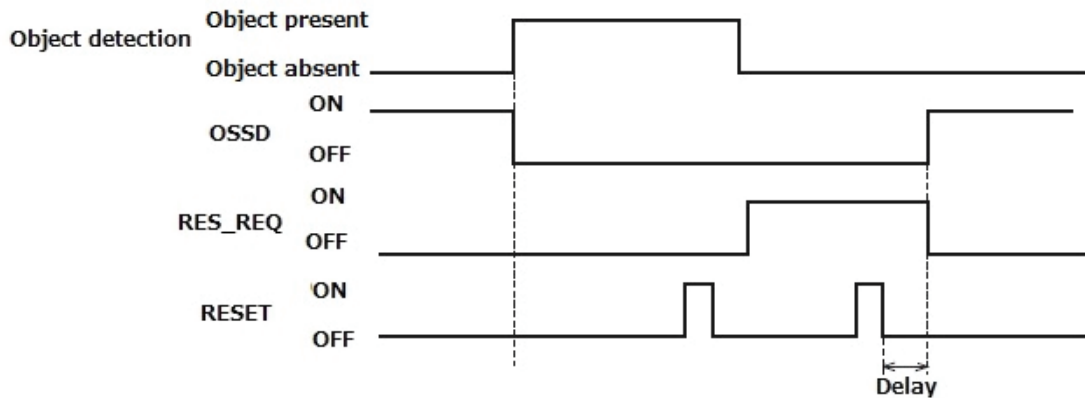 Object present
Object detection
Object absent
ON
OSSD
OFF
ON
RES_REQ
OFF
'ON
RESET
OFF
Delay